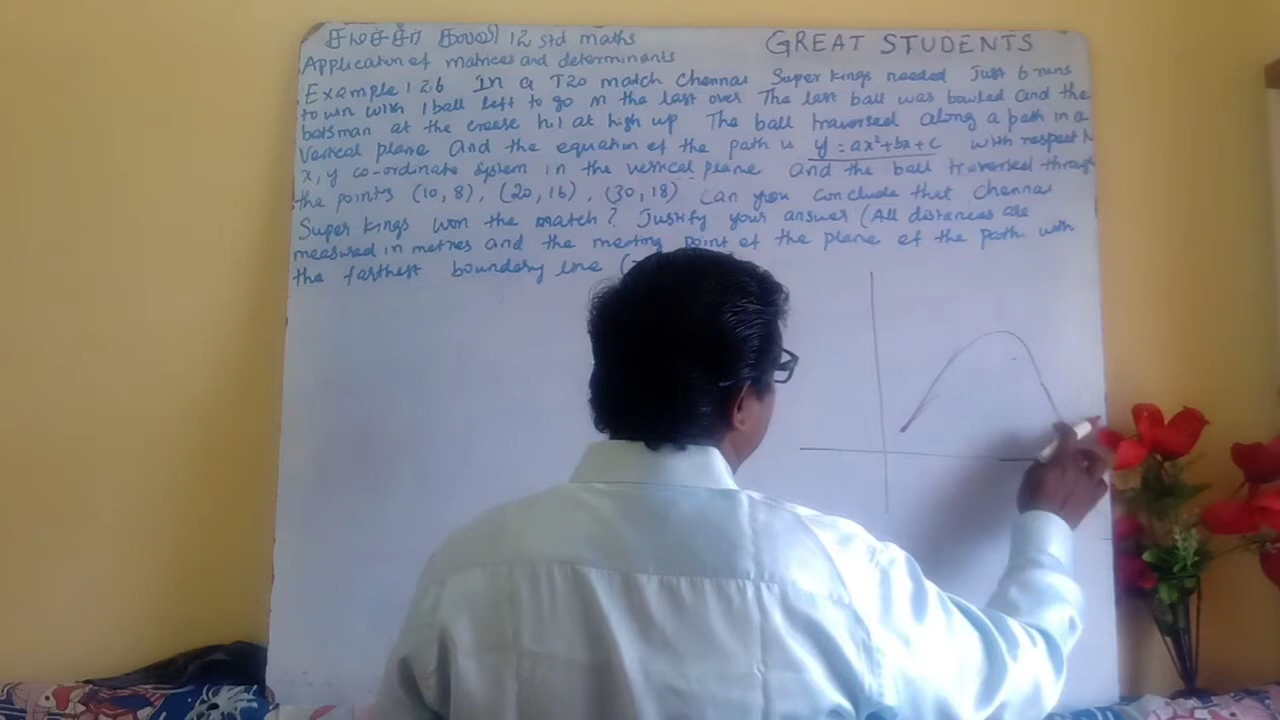 சமச்சீர் கல்வி 12 std maths
GREAT STUDENTS
Application of matrices and determinants
Example 1 26 In a T20 match Chennai Super kings needed Just 6 runs
to win with 1 ball left to go in the last over The last ball was bowled and the
batsman at the crease hit at high up The ball traversed along a path in a
Vertical plane and the equation of the path is y = ax²+bx+c with respect to
x, y co-ordinate system in the vertical plane and the ball traversed through
the points (10, 8), (20, 16), (30, 18) can you conclude that chennai
Super kings won the match? Justify your answer (All distances are
measured in metres and the meeting point of the plane of the path with
the farthest boundary line